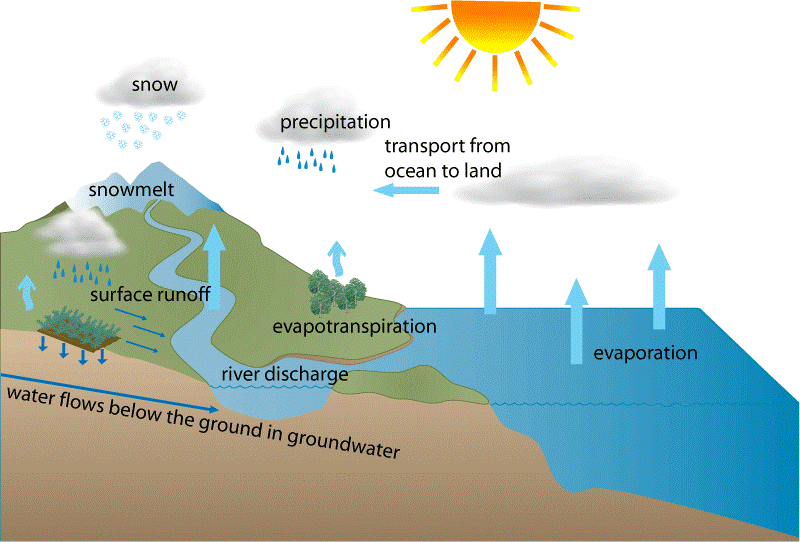 snow
precipitation
transport from
ocean to land
snowmelt
surface runoff
evapotranspiration
evaporation
river discharge
water flows below the ground in groundwater